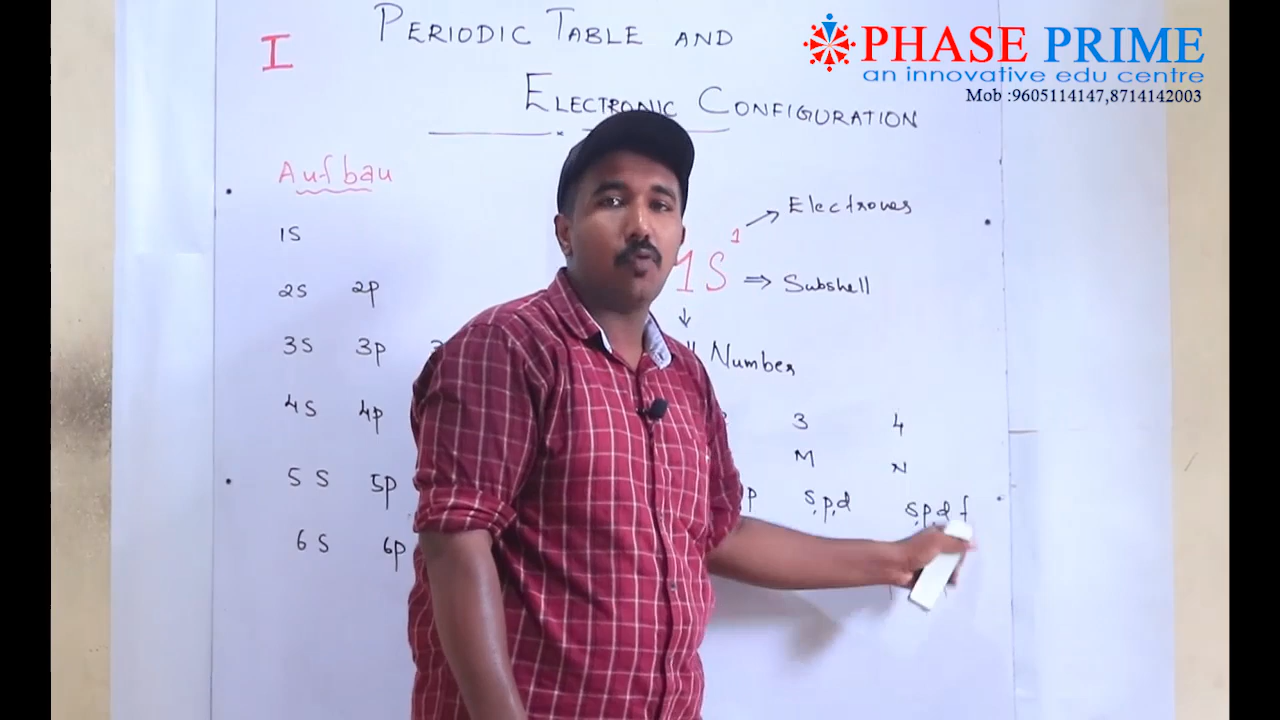 PHASE PRIME
an innovative edu centre
Mob :9605114147,8714142003
I
PERIODIC TABLE AND
ELECTRONIC CONFIGURATION
Aufbau
1S
2S 2p
3S 3p 3
4S 4p
5S 5p
6S 6p
1S 1
Electrones
Subshell
Number
3 4
M N
p s,p,d s,p,d f